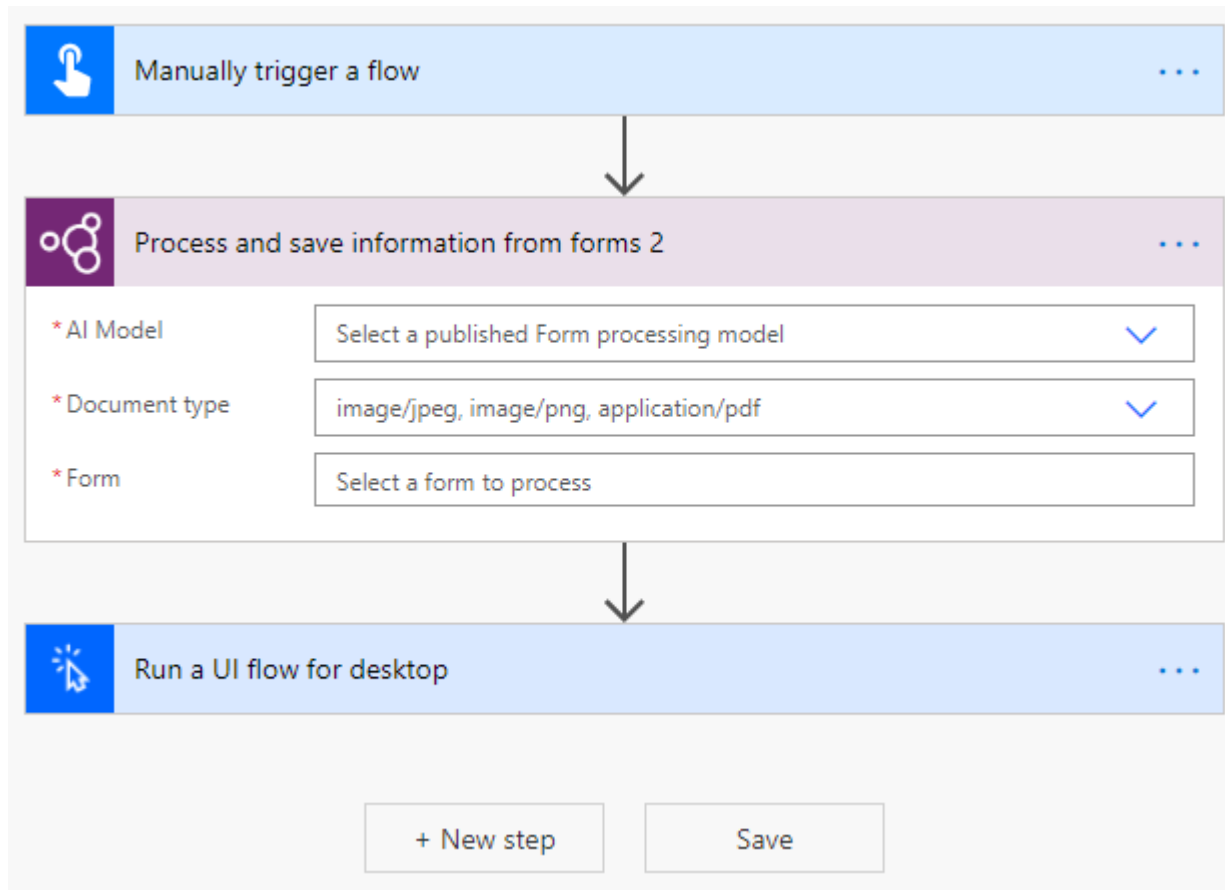 Manually trigger a flow
Process and save information from forms 2
* AI Model
Select a published Form processing model
* Document type
image/jpeg, image/png, application/pdf
* Form
Select a form to process
Run a UI flow for desktop
+ New step
Save